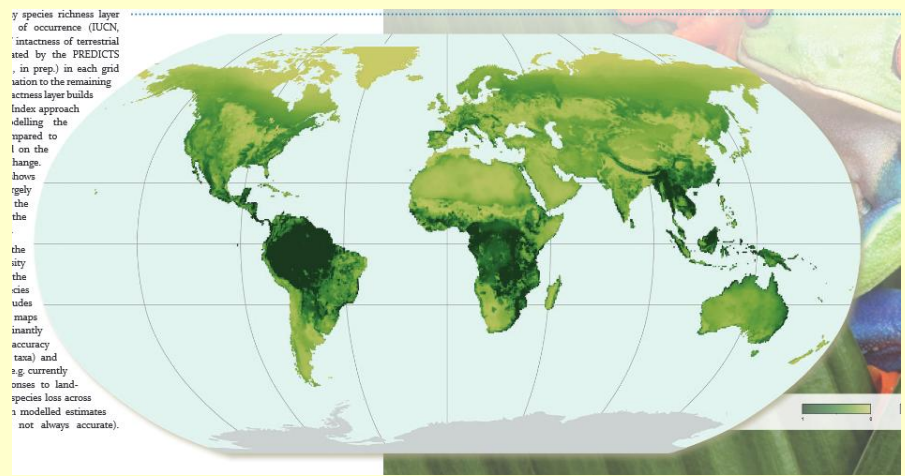 y species richness layer
of occurrence (IUCN,
intactness of terrestrial
ated by the PREDICTS
, in prep.) in each grid
nation to the remaining
actness layer builds
Index approach
odelling the
mpared to
l on the
change.
hows
rgely
the
the
the
sity
the
cies
udes
maps
inantly
accuracy
taxa) and
e.g. currently
onses to land-
species loss across
n modelled estimates
not always accurate).